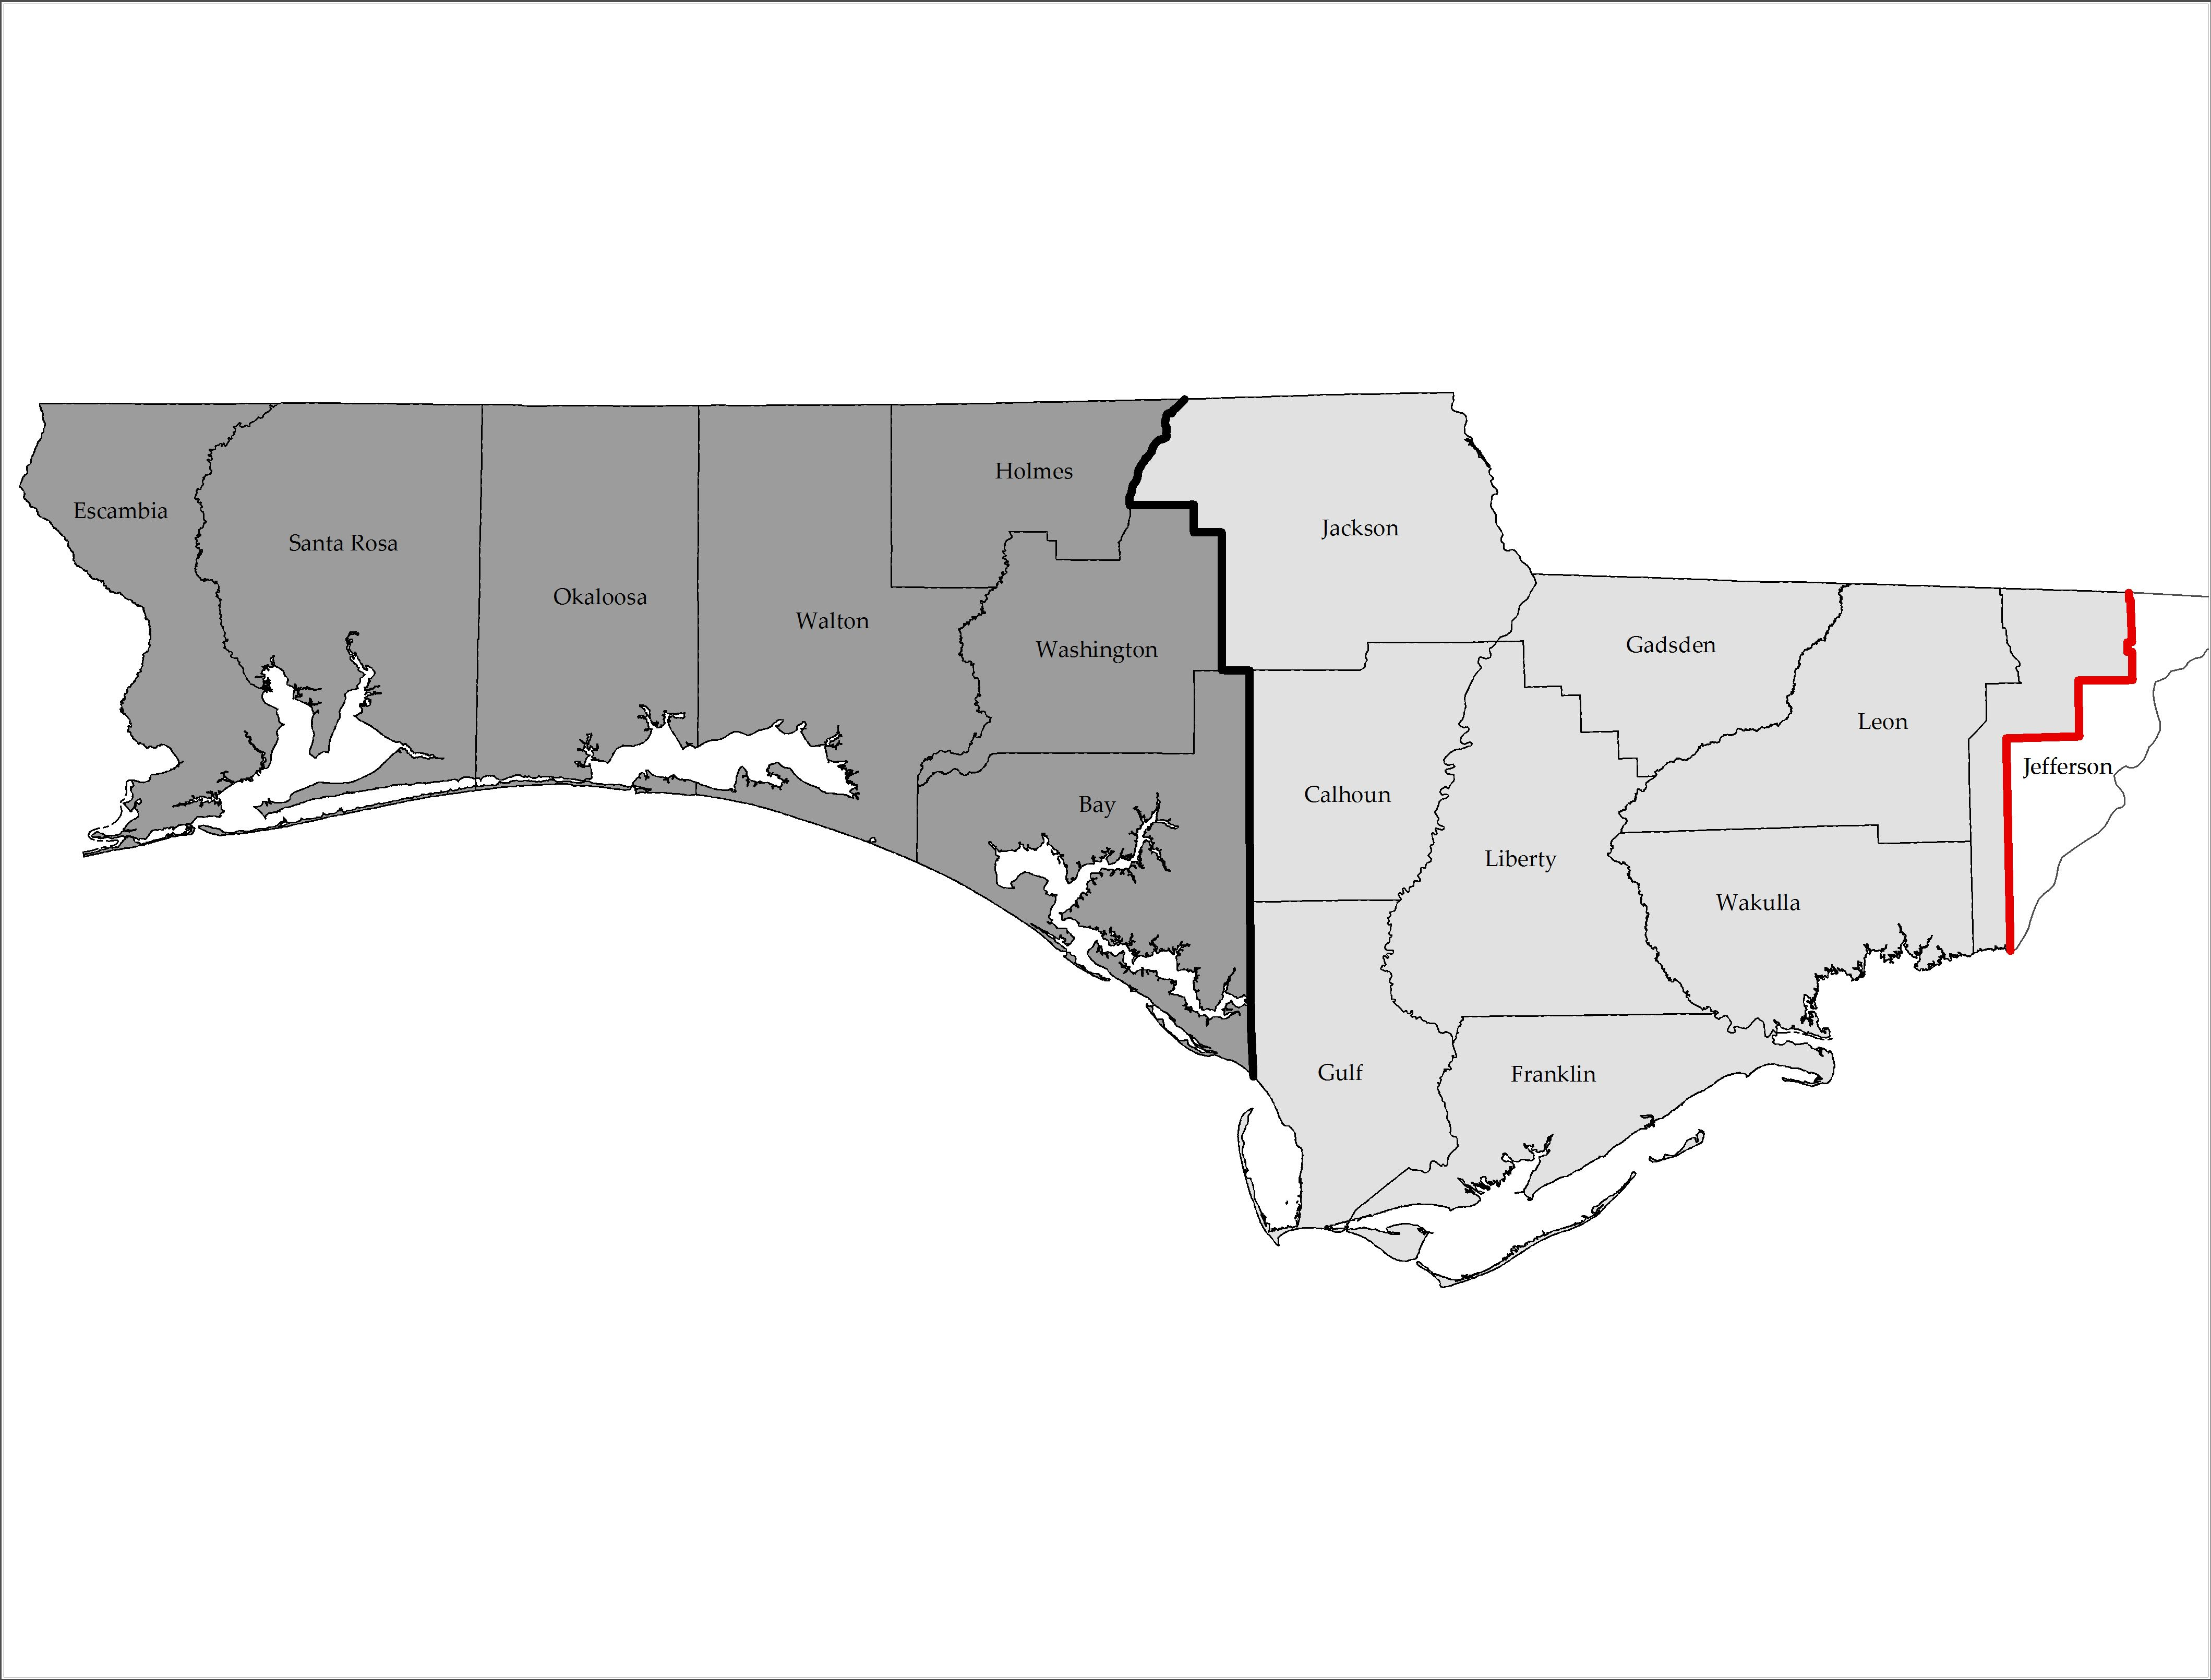 Holmes
Escambia
Jackson
Santa Rosa
Okaloosa
Walton
Gadsden
Washington
Leon
Jefferson
Calhoun
Bay
Liberty
Wakulla
Gulf
Franklin